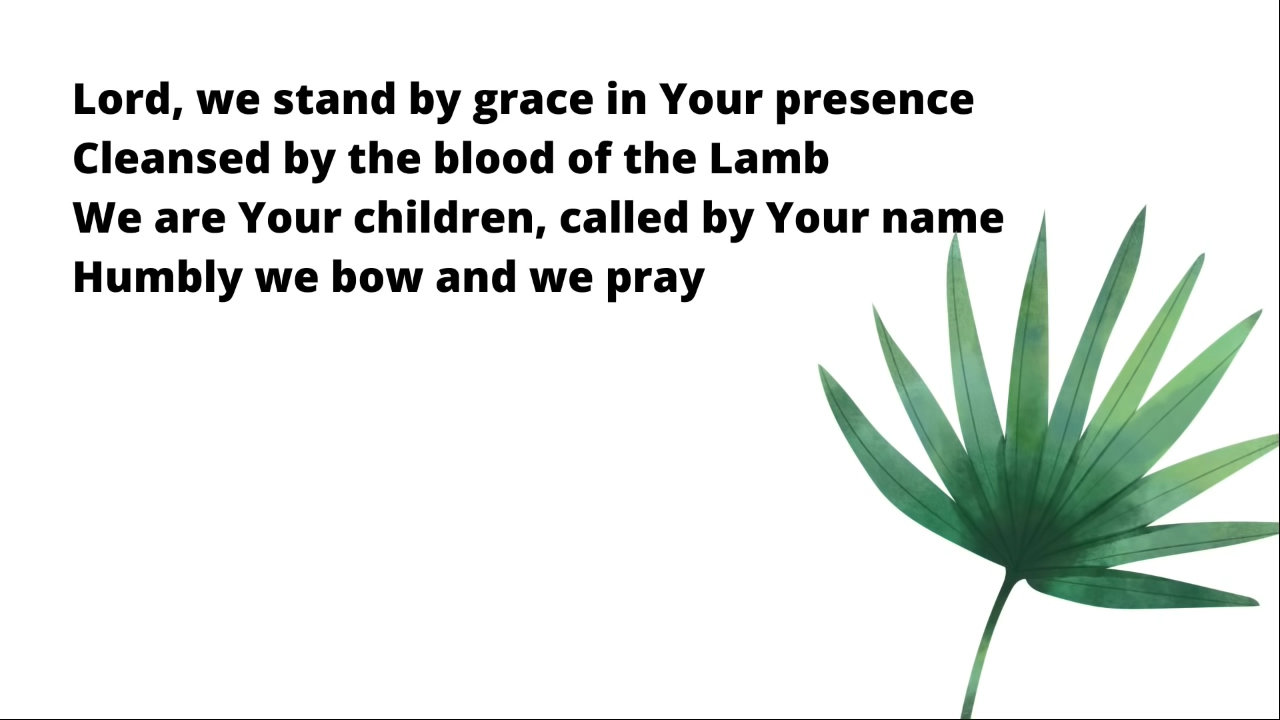 Lord, we stand by grace in Your presence
Cleansed by the blood of the Lamb
We are Your children, called by Your name
Humbly we bow and we pray